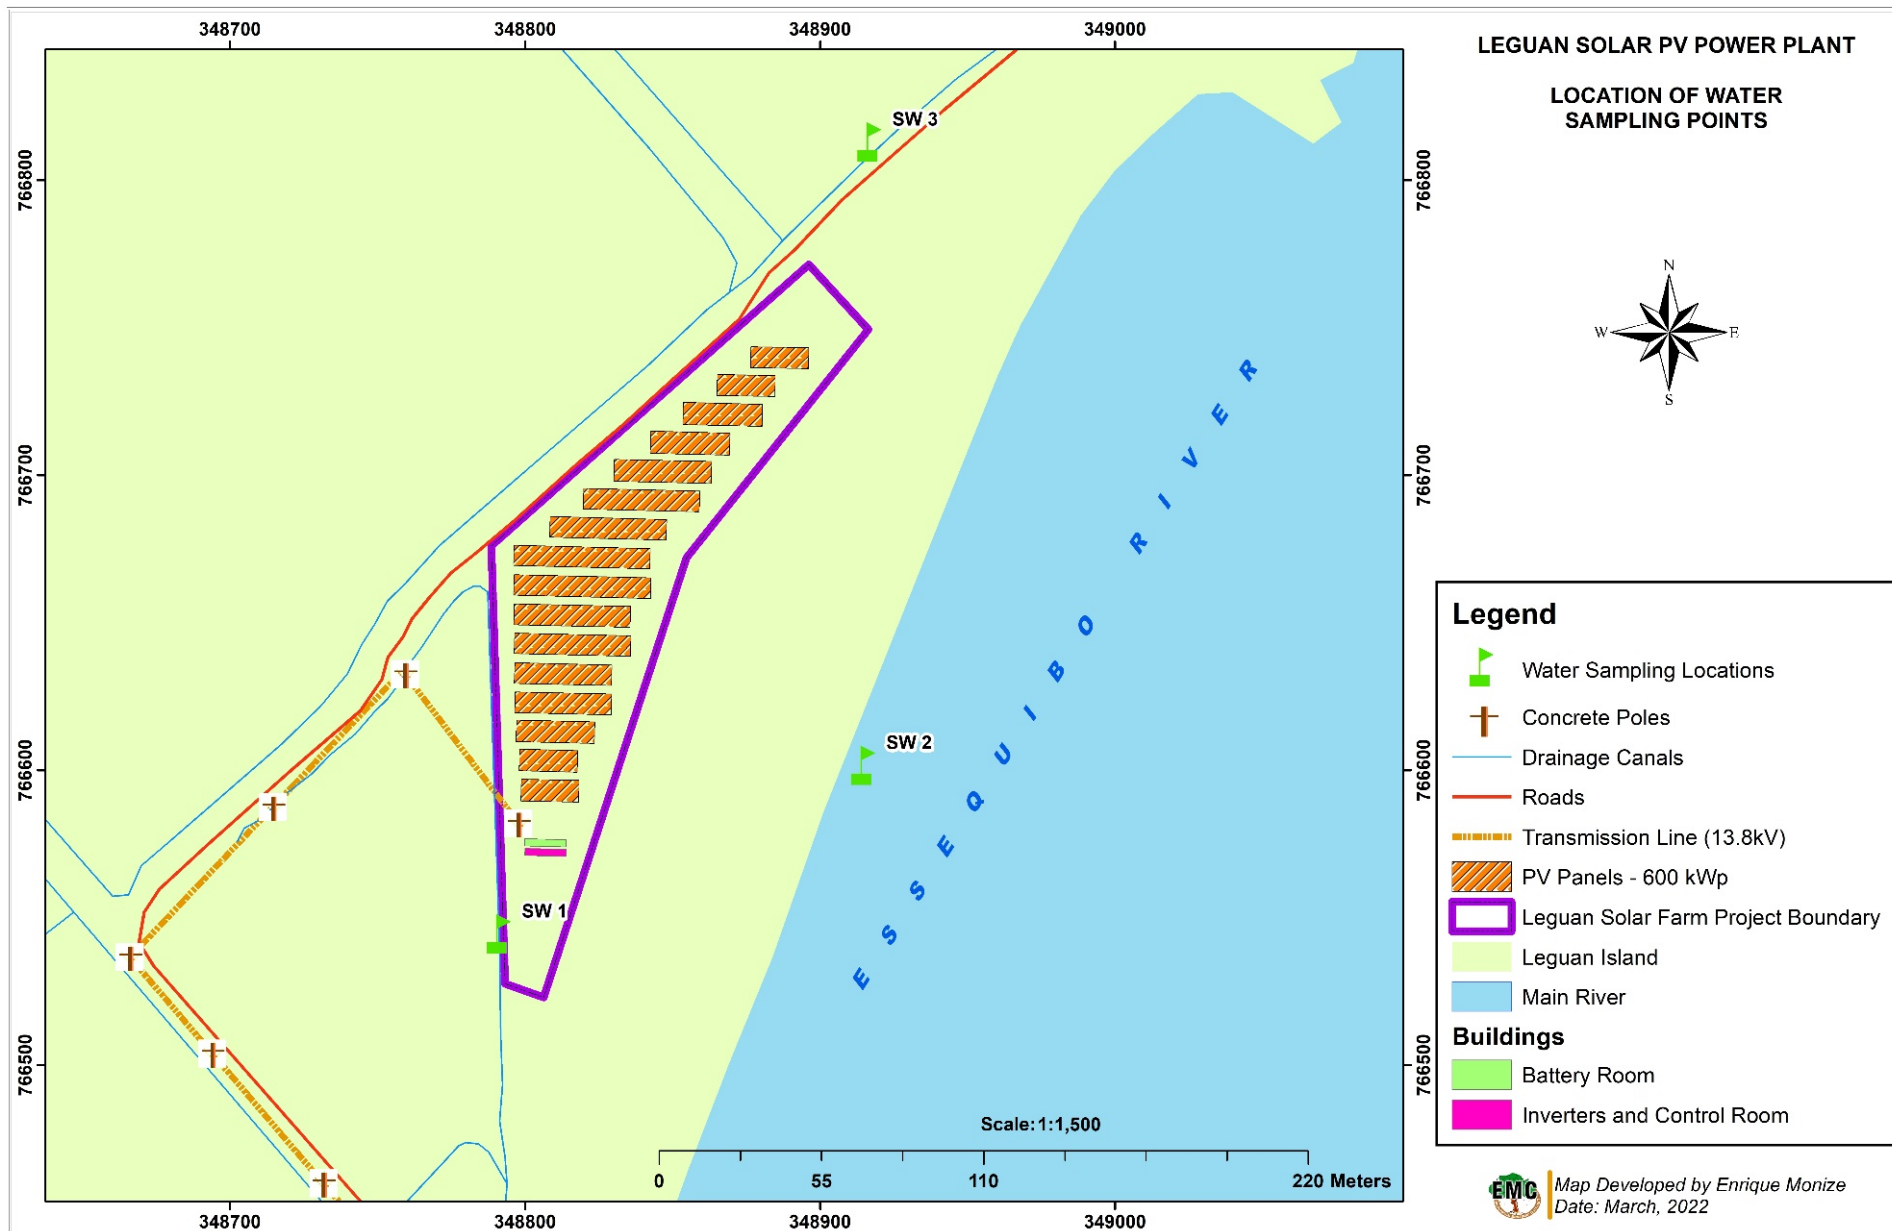 348700 348800 348900 349000
LEGUAN SOLAR PV POWER PLANT
LOCATION OF WATER
SAMPLING POINTS
SW 3
766800 766800
N
W E
S
766700 766700
ESSEQUIBO RIVER
SW 2
766600 766600
SW 1
766500 766500
Legend
Water Sampling Locations
Concrete Poles
Drainage Canals
Roads
Transmission Line (13.8kV)
PV Panels - 600 kWp
Leguan Solar Farm Project Boundary
Leguan Island
Main River
Buildings
Battery Room
Inverters and Control Room
Scale:1:1,500
0 55 110 220 Meters
EMC
Map Developed by Enrique Monize
Date: March, 2022
348700 348800 348900 349000